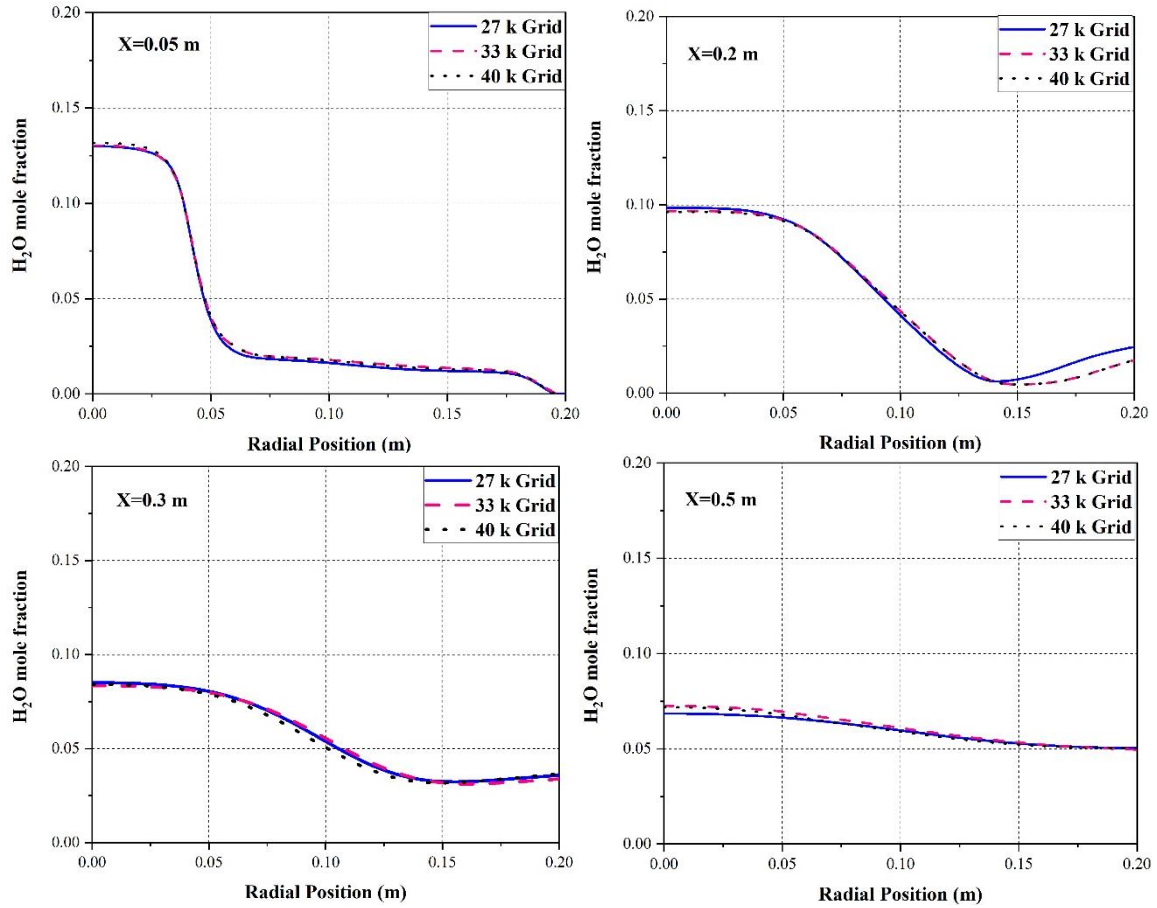 X=0.05 m
27 k Grid
33 k Grid
40 k Grid
0.20
0.15
0.10
0.05
0.00
H₂O mole fraction
0.00 0.05 0.10 0.15 0.20
Radial Position (m)
X=0.2 m
27 k Grid
33 k Grid
40 k Grid
0.20
0.15
0.10
0.05
0.00
H₂O mole fraction
0.00 0.05 0.10 0.15 0.20
Radial Position (m)
X=0.3 m
27 k Grid
33 k Grid
40 k Grid
0.20
0.15
0.10
0.05
0.00
H₂O mole fraction
0.00 0.05 0.10 0.15 0.20
Radial Position (m)
X=0.5 m
27 k Grid
33 k Grid
40 k Grid
0.20
0.15
0.10
0.05
0.00
H₂O mole fraction
0.00 0.05 0.10 0.15 0.20
Radial Position (m)